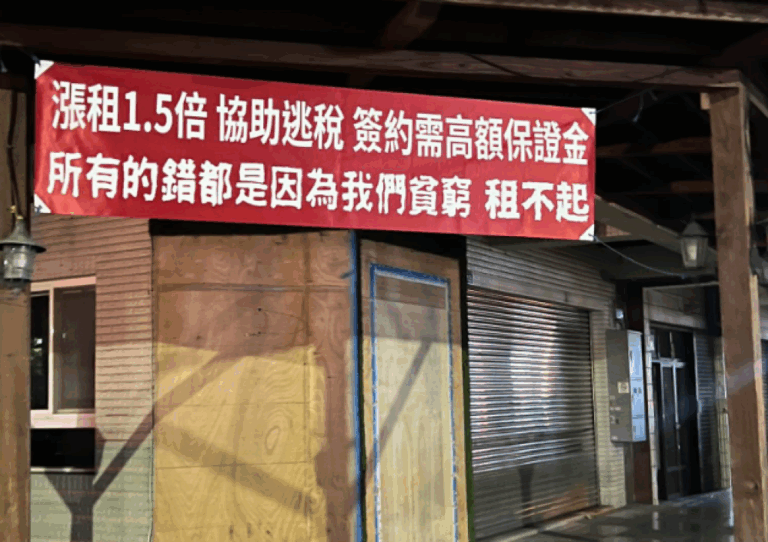 漲租1.5倍 協助逃稅 簽約需高額保證金
所有的錯都是因為我們貧窮 租不起